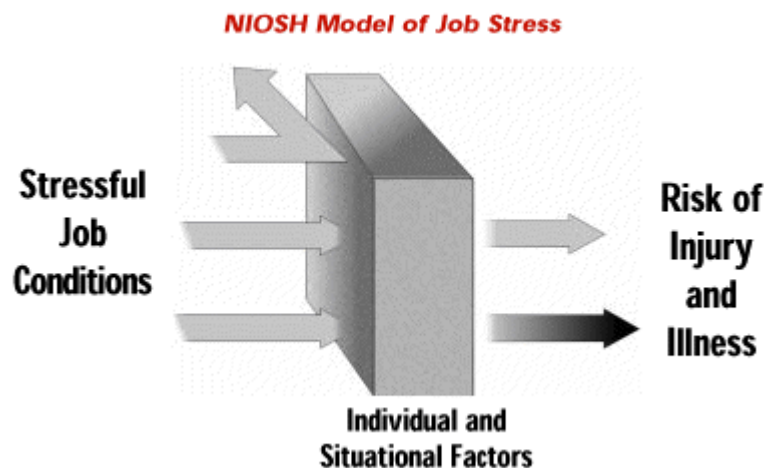 NIOSH Model of Job Stress
Stressful
Job
Conditions
Risk of
Injury
and
Illness
Individual and
Situational Factors